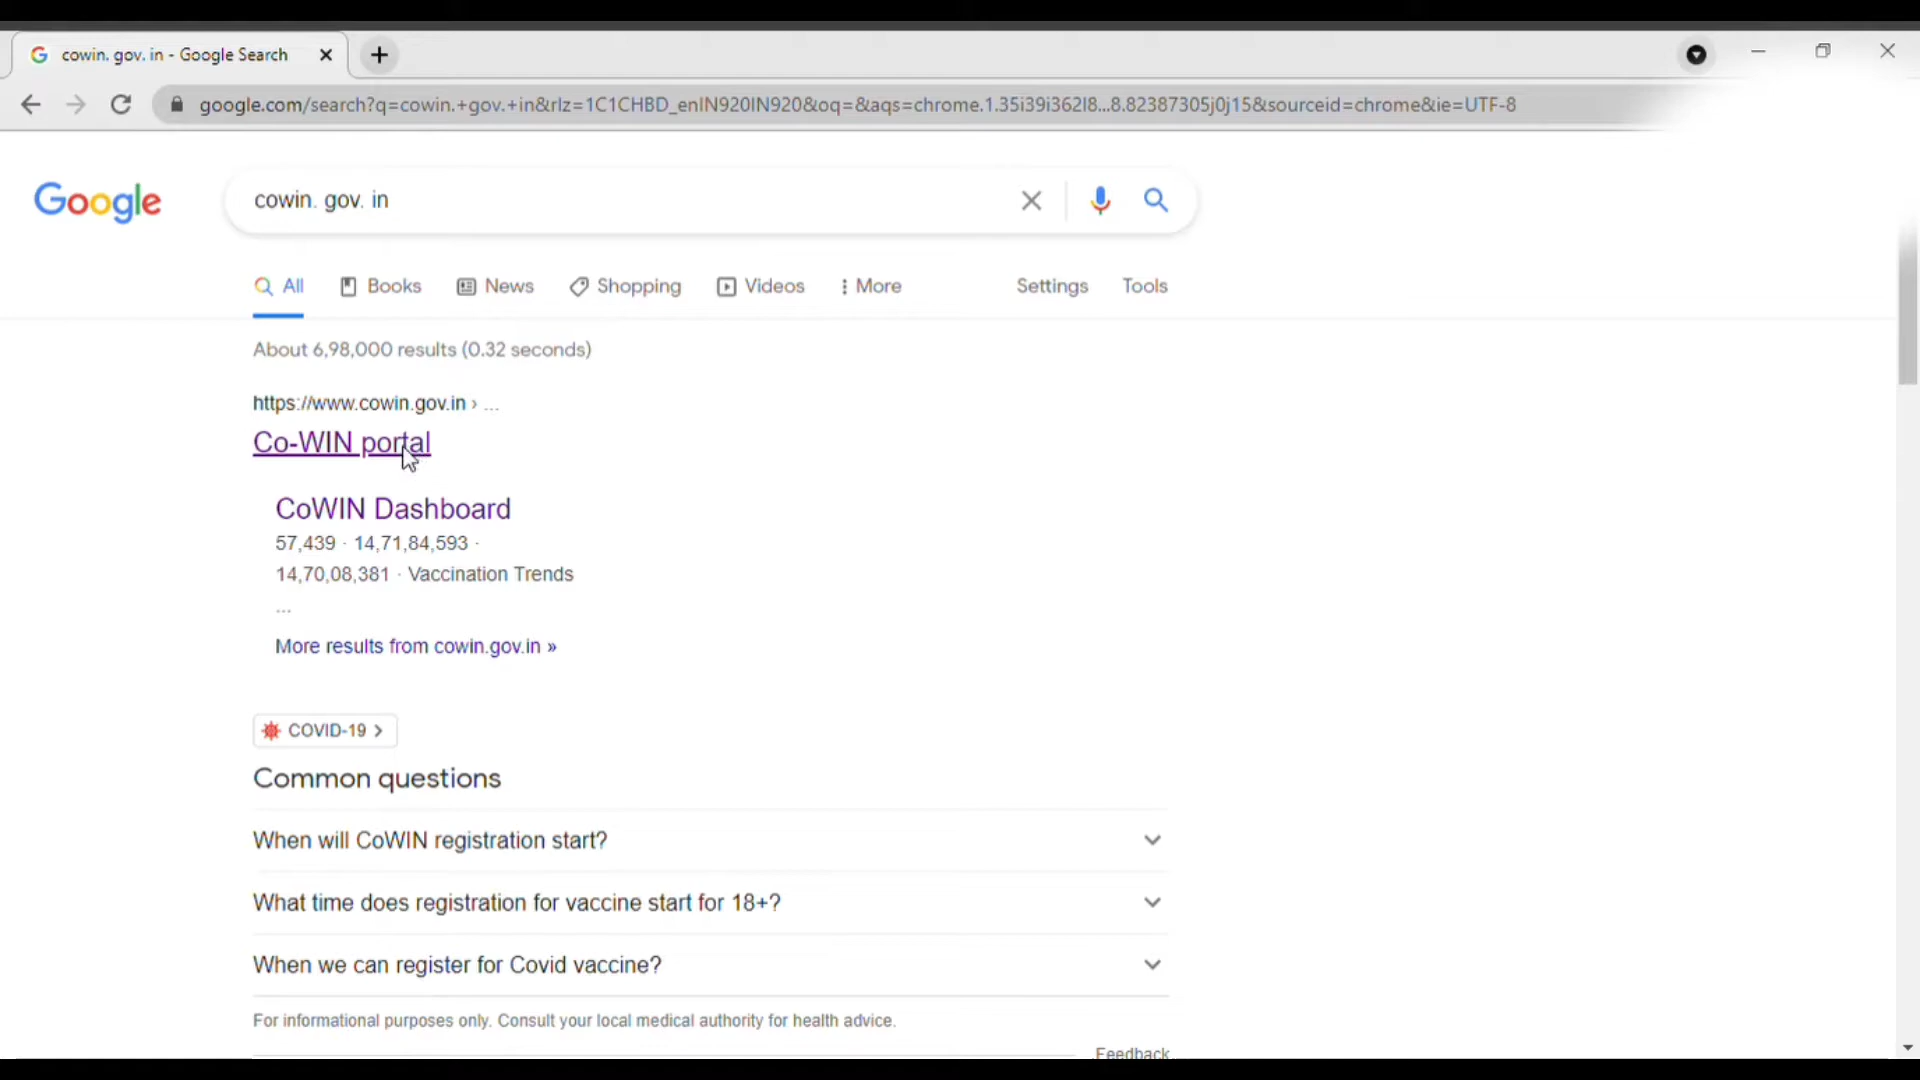 cowin. gov. in - Google Search
google.com/search?q=cowin.+gov.+in&rlz=1C1CHBD_enIN920IN920&oq=&aqs=chrome.1.35i39i362l8...8.82387305j0j15&sourceid=chrome&ie=UTF-8
Google
cowin. gov. in
All Books News Shopping Videos More Settings Tools
About 6,98,000 results (0.32 seconds)
https://www.cowin.gov.in › ...
Co-WIN portal
CoWIN Dashboard
57,439 · 14,71,84,593 ·
14,70,08,381 · Vaccination Trends
...
More results from cowin.gov.in »
COVID-19
Common questions
When will CoWIN registration start?
What time does registration for vaccine start for 18+?
When we can register for Covid vaccine?
For informational purposes only. Consult your local medical authority for health advice.
Feedback